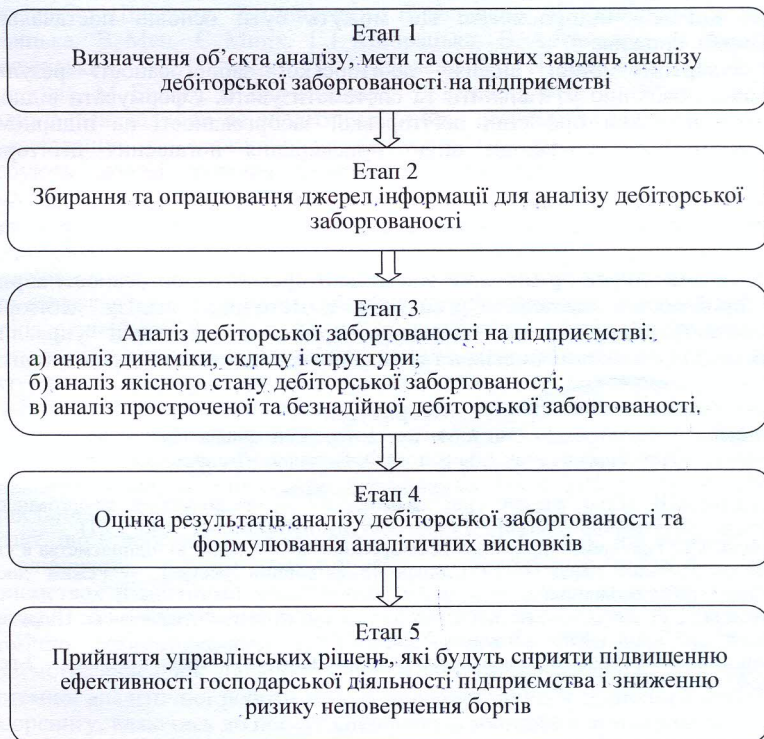 Етап 1
Визначення об’єкта аналізу, мети та основних завдань аналізу
дебіторської заборгованості на підприємстві
Етап 2
Збирання та опрацювання джерел інформації для аналізу дебіторської
заборгованості
Етап 3
Аналіз дебіторської заборгованості на підприємстві:
а) аналіз динаміки, складу і структури;
б) аналіз якісного стану дебіторської заборгованості;
в) аналіз простроченої та безнадійної дебіторської заборгованості.
Етап 4
Оцінка результатів аналізу дебіторської заборгованості та
формулювання аналітичних висновків
Етап 5
Прийняття управлінських рішень, які будуть сприяти підвищенню
ефективності господарської діяльності підприємства і зниженню
ризику неповернення боргів